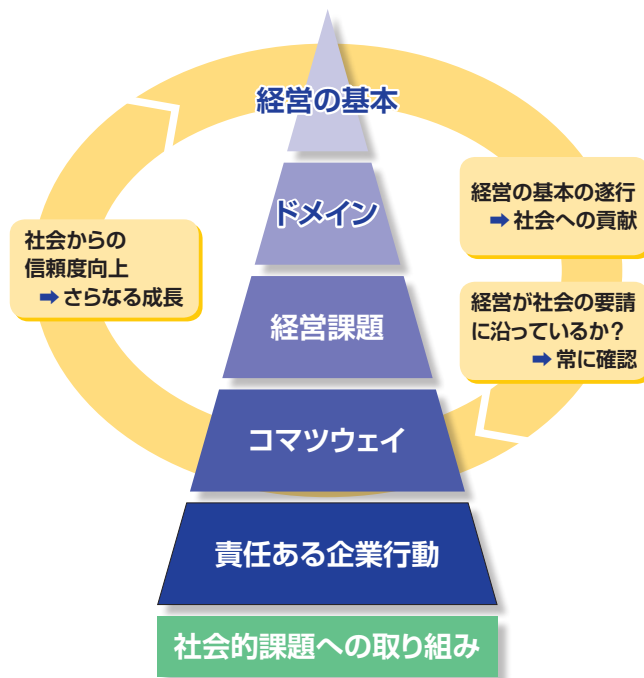 経営の基本
ドメイン
経営課題
コマツウェイ
責任ある企業行動
社会的課題への取り組み
経営の基本の遂行
➡ 社会への貢献
経営が社会の要請
に沿っているか?
➡ 常に確認
社会からの
信頼度向上
➡ さらなる成長